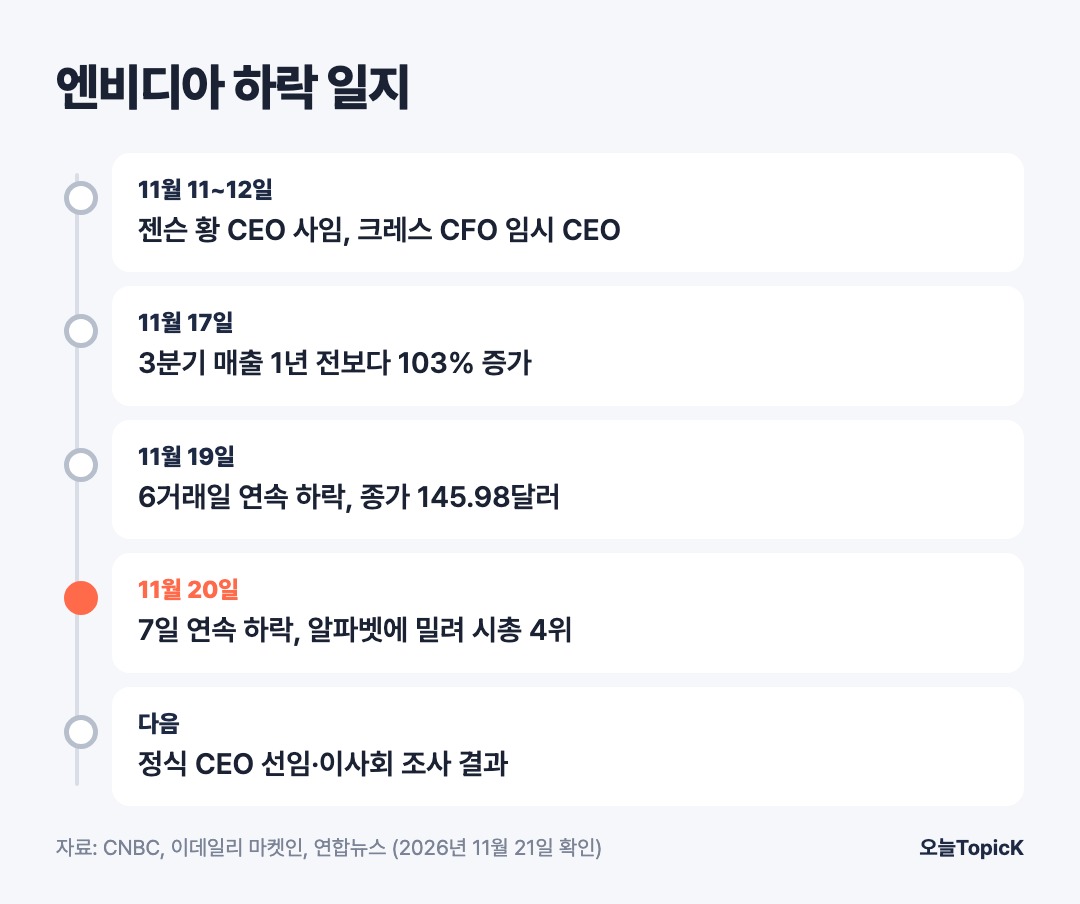 엔비디아 하락 일지
11월 11~12일
젠슨 황 CEO 사임, 크레스 CFO 임시 CEO
11월 17일
3분기 매출 1년 전보다 103% 증가
11월 19일
6거래일 연속 하락, 종가 145.98달러
11월 20일
7일 연속 하락, 알파벳에 밀려 시총 4위
다음
정식 CEO 선임·이사회 조사 결과
자료: CNBC, 이데일리 마켓인, 연합뉴스 (2026년 11월 21일 확인)
오늘TopicK